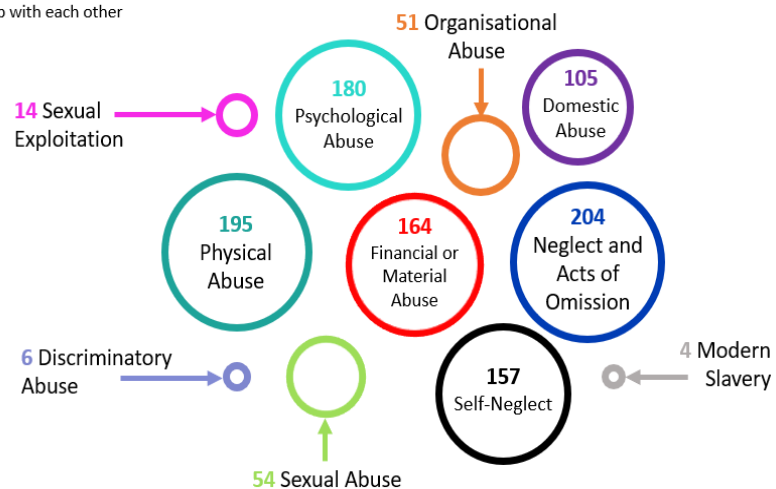 with each other
51 Organisational
Abuse
180
Psychological
Abuse
105
Domestic
Abuse
14 Sexual
Exploitation
195
Physical
Abuse
164
Financial or
Material
Abuse
204
Neglect and
Acts of
Omission
6 Discriminatory
Abuse
157
Self-Neglect
4 Modern
Slavery
54 Sexual Abuse